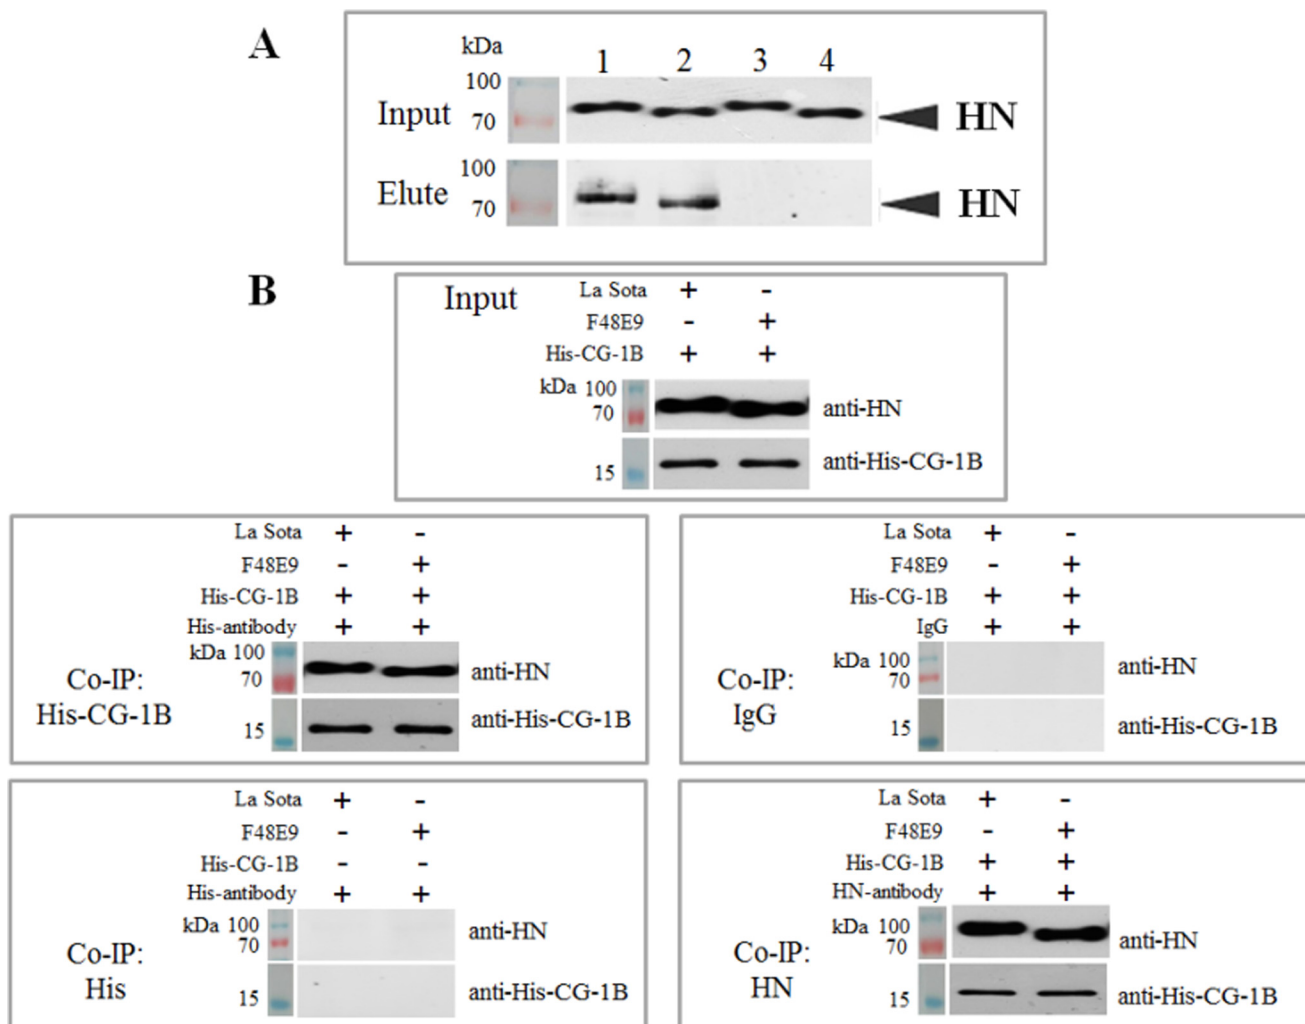 A
kDa
1 2 3 4
100
Input 70 HN
100
Elute 70 HN
B
Input
La Sota + -
F48E9 - +
His-CG-1B + +
kDa 100
70 anti-HN
15 anti-His-CG-1B
La Sota + -
F48E9 - +
His-CG-1B + +
His-antibody + +
kDa 100
70 anti-HN
Co-IP:
His-CG-1B
15 anti-His-CG-1B
La Sota + -
F48E9 - +
His-CG-1B + +
IgG + +
kDa 100
70 anti-HN
Co-IP:
IgG
15 anti-His-CG-1B
La Sota + -
F48E9 - +
His-CG-1B - -
His-antibody + +
kDa 100
70 anti-HN
Co-IP:
His
15 anti-His-CG-1B
La Sota + -
F48E9 - +
His-CG-1B + +
HN-antibody + +
kDa 100
70 anti-HN
Co-IP:
HN
15 anti-His-CG-1B